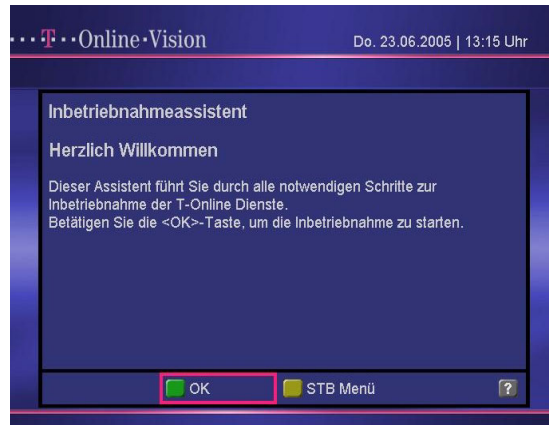 ···T··Online·Vision
Do. 23.06.2005 | 13:15 Uhr
Inbetriebnahmeassistent
Herzlich Willkommen
Dieser Assistent führt Sie durch alle notwendigen Schritte zur
Inbetriebnahme der T-Online Dienste.
Betätigen Sie die <OK>-Taste, um die Inbetriebnahme zu starten.
OK
STB Menü
?